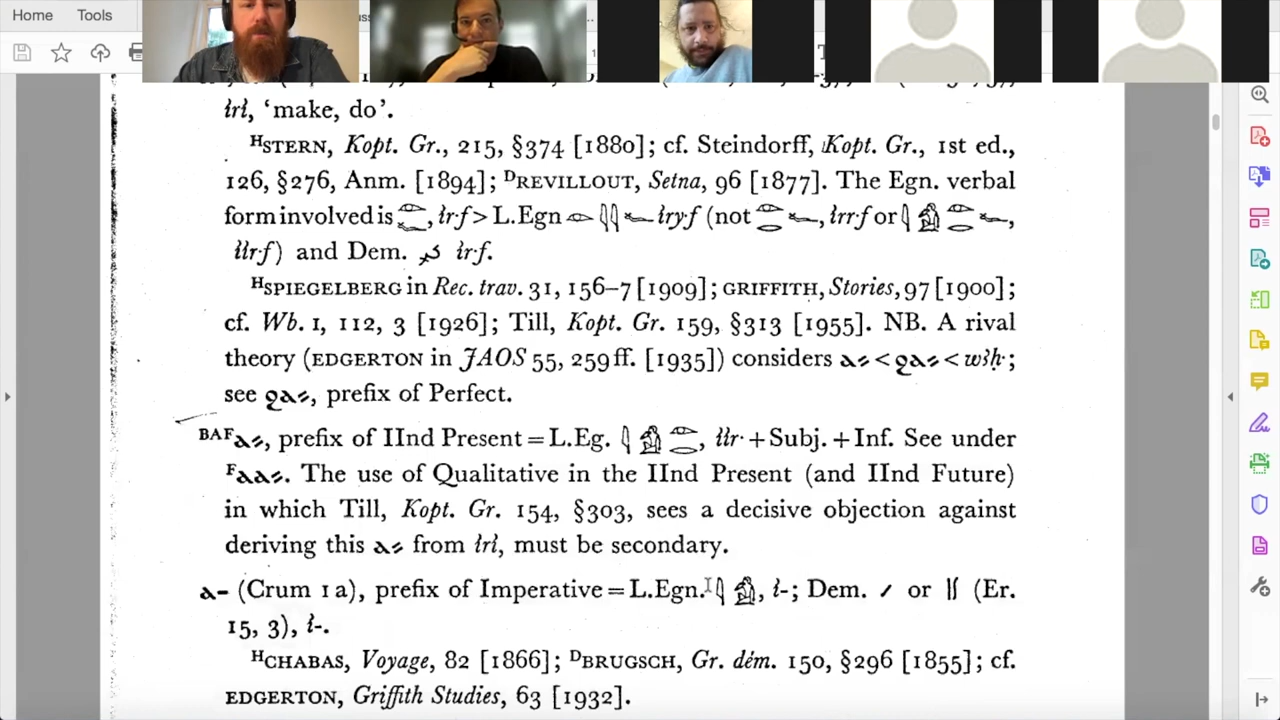 Home
Tools
ỉrỉ, ‘make, do’.
ᴴSTERN, Kopt. Gr., 215, §374 [1880]; cf. Steindorff, Kopt. Gr., 1st ed.,
126, §276, Anm. [1894]; ᴰREVILLOUT, Setna, 96 [1877]. The Egn. verbal
form involved is , ỉr·f > L.Egn ỉry·f (not , ỉrr·f or ,
ỉỉr·f) and Dem. ỉr·f.
ᴴSPIEGELBERG in Rec. trav. 31, 156–7 [1909]; GRIFFITH, Stories, 97 [1900];
cf. Wb. I, 112, 3 [1926]; Till, Kopt. Gr. 159, §313 [1955]. NB. A rival
theory (EDGERTON in JAOS 55, 259 ff. [1935]) considers ⲁ⸗ < ϩⲁ⸗ < wꜣḥ·;
see ϩⲁ⸗, prefix of Perfect.
ᴮᴬFⲁ⸗, prefix of IInd Present = L.Eg. , ỉỉr· + Subj. + Inf. See under
Fⲁⲁ⸗. The use of Qualitative in the IInd Present (and IInd Future)
in which Till, Kopt. Gr. 154, §303, sees a decisive objection against
deriving this ⲁ⸗ from ỉrỉ, must be secondary.
ⲁ- (Crum 1 a), prefix of Imperative = L.Egn. , ỉ-; Dem. or (Er.
15, 3), ỉ-.
ᴴCHABAS, Voyage, 82 [1866]; ᴰBRUGSCH, Gr. dém. 150, §296 [1855]; cf.
EDGERTON, Griffith Studies, 63 [1932].